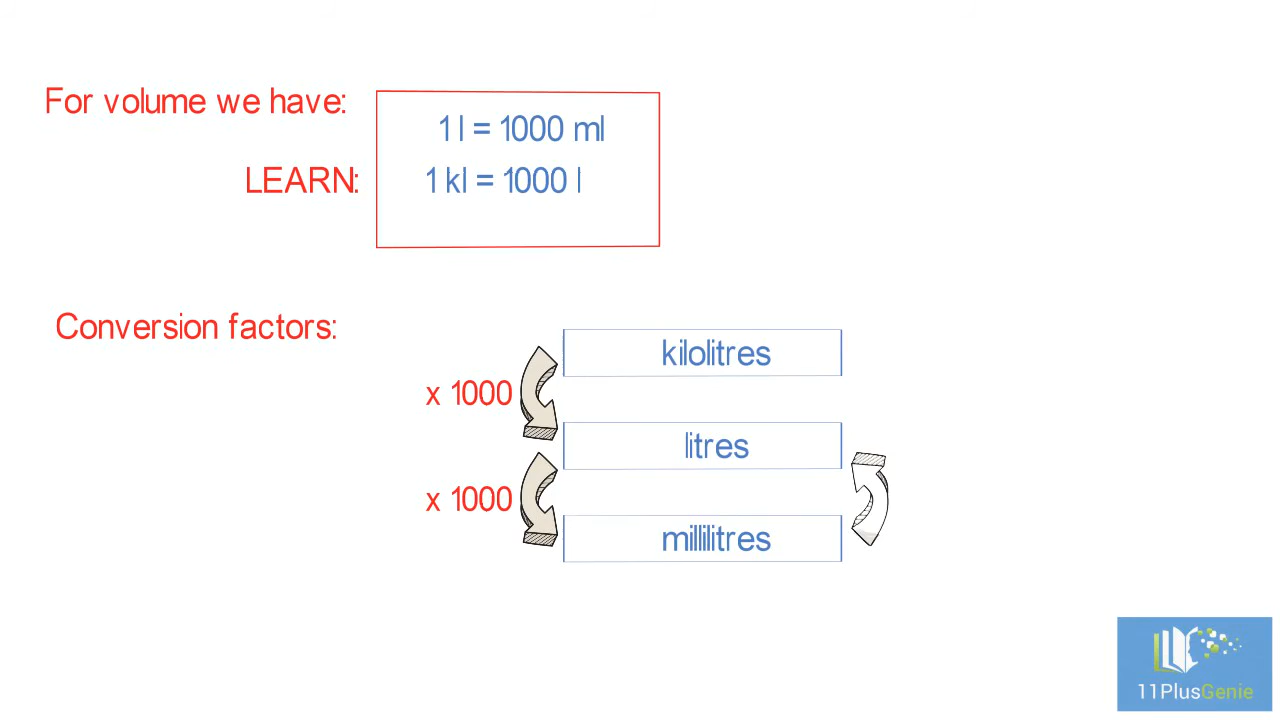 For volume we have:
1 l = 1000 ml
LEARN:
1 kl = 1000 l
Conversion factors:
kilolitres
x 1000
litres
x 1000
millilitres
11PlusGenie